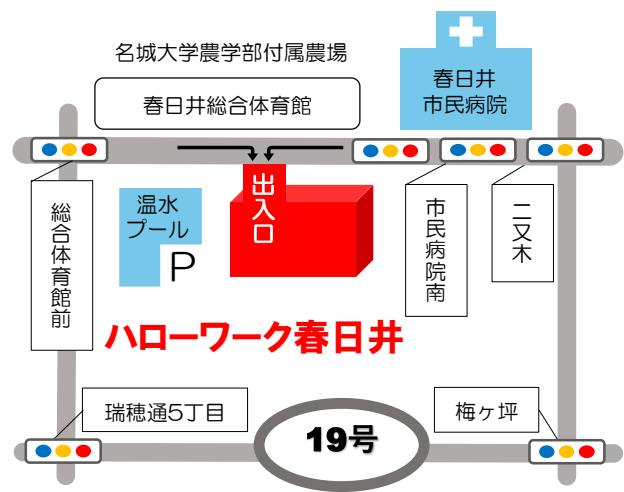 名城大学農学部付属農場
春日井総合体育館
春日井
市民病院
出入口
温水
プール
P
総合体育館前
市民病院南
二又木
ハローワーク春日井
瑞穂通5丁目
19号
梅ヶ坪